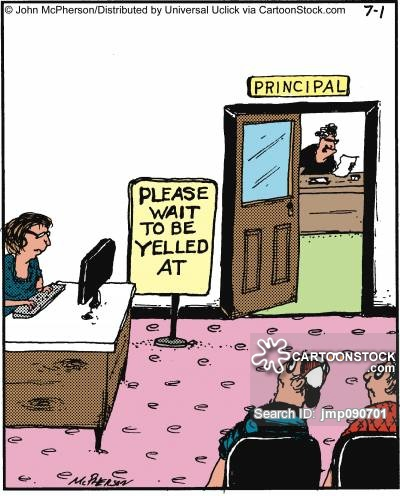 © John McPherson/Distributed by Universal Uclick via CartoonStock.com
7-1
PRINCIPAL
PLEASE
WAIT
TO BE
YELLED
AT
CARTOONSTOCK
.com
Search ID: jmp090701
McPHERSON